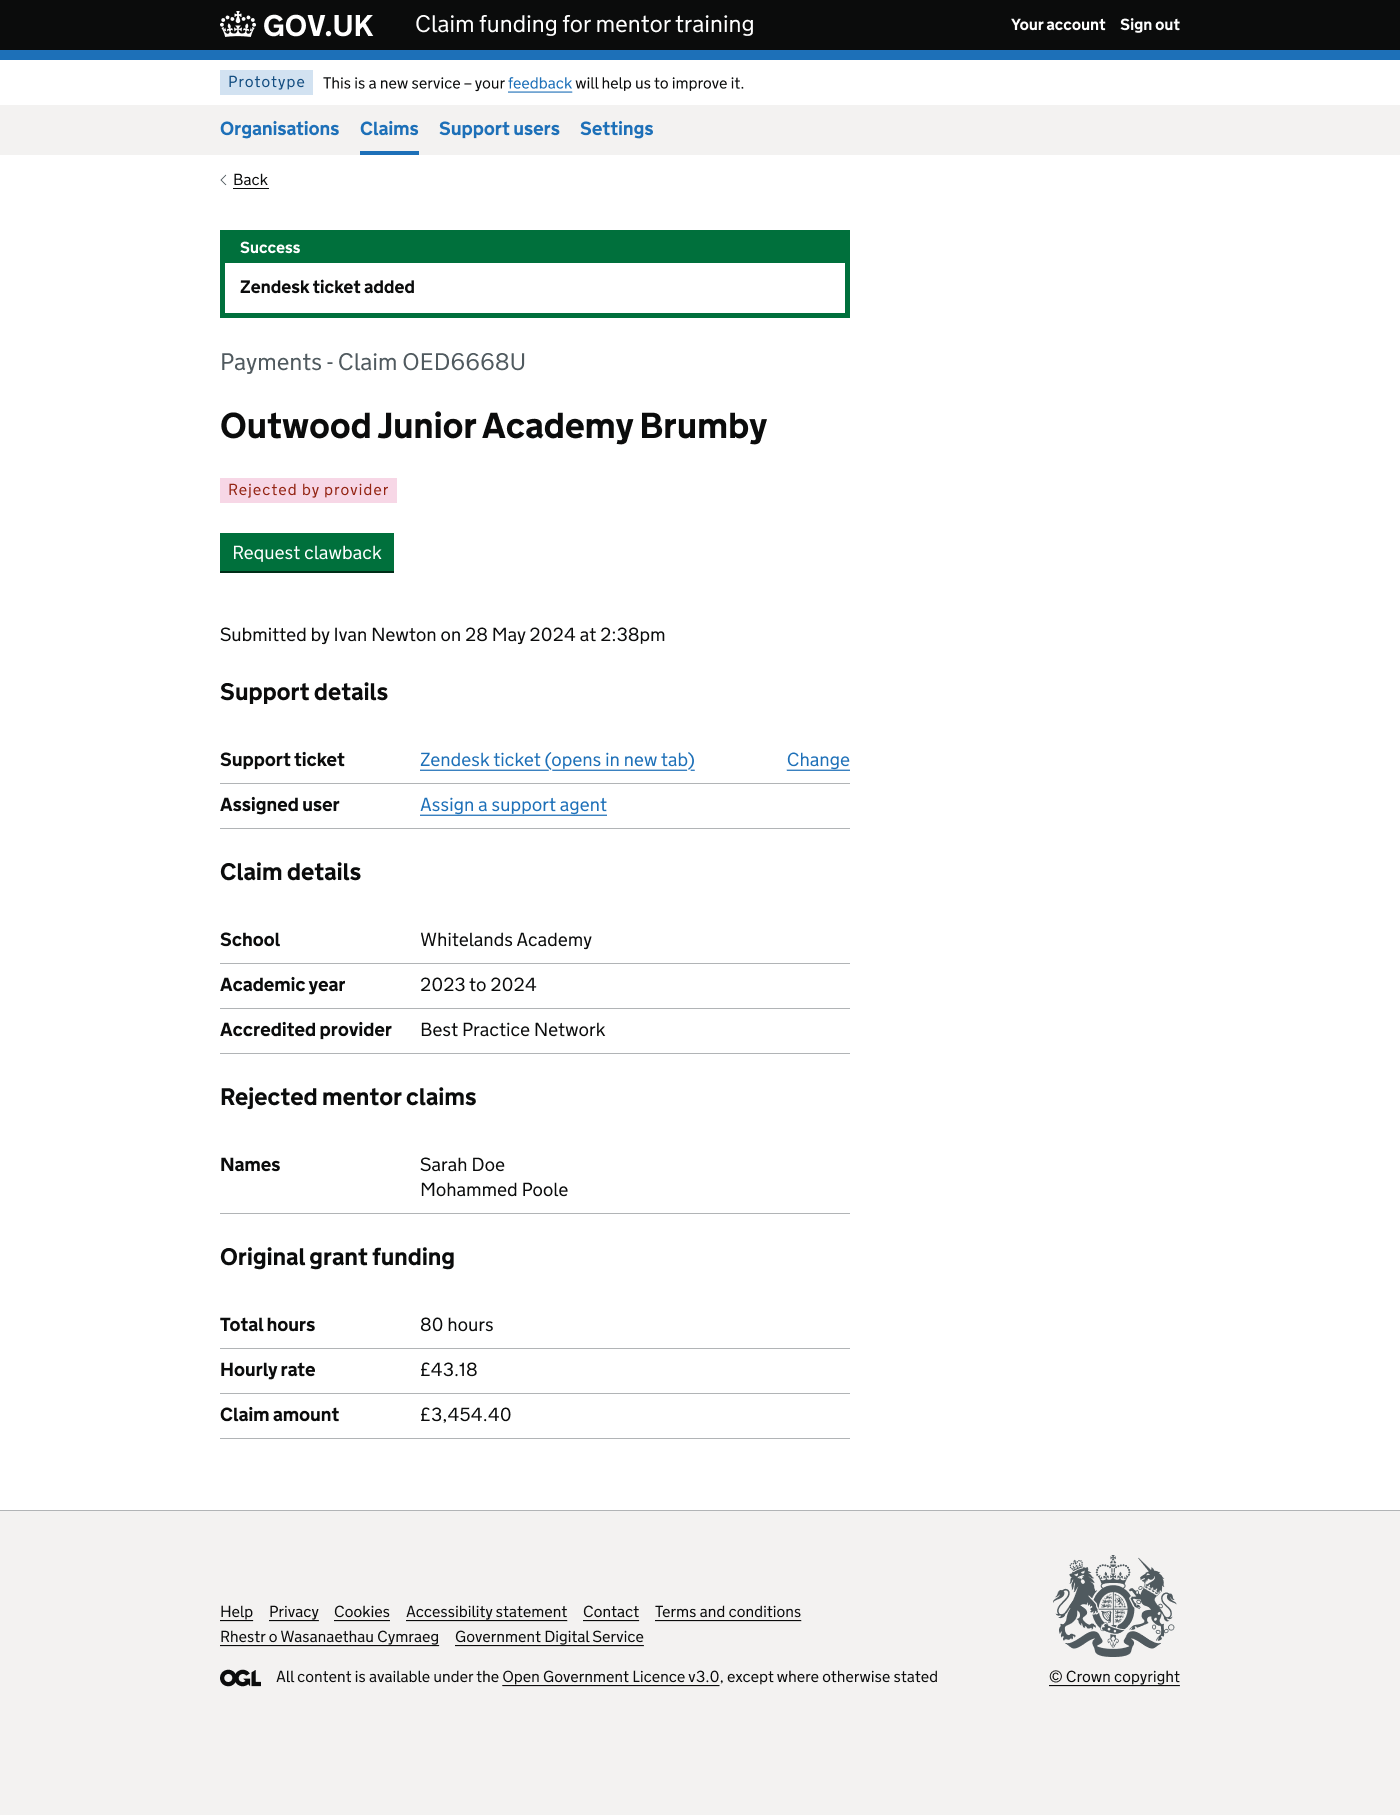 GOV.UK Claim funding for mentor training Your account Sign out
Prototype This is a new service – your feedback will help us to improve it.
Organisations Claims Support users Settings
Back
Success
Zendesk ticket added
Payments - Claim OED6668U
Outwood Junior Academy Brumby
Rejected by provider
Request clawback
Submitted by Ivan Newton on 28 May 2024 at 2:38pm
Support details
Support ticket Zendesk ticket (opens in new tab) Change
Assigned user Assign a support agent
Claim details
School Whitelands Academy
Academic year 2023 to 2024
Accredited provider Best Practice Network
Rejected mentor claims
Names Sarah Doe
Mohammed Poole
Original grant funding
Total hours 80 hours
Hourly rate £43.18
Claim amount £3,454.40
Help Privacy Cookies Accessibility statement Contact Terms and conditions
Rhestr o Wasanaethau Cymraeg Government Digital Service
OGL All content is available under the Open Government Licence v3.0, except where otherwise stated
© Crown copyright